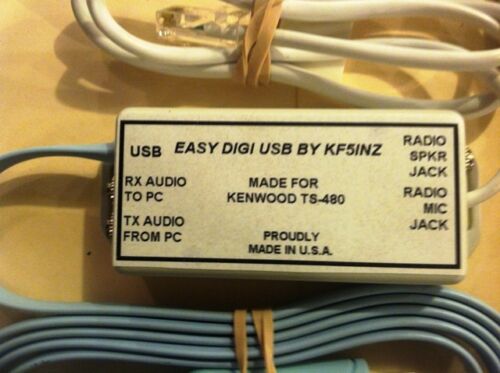 USB
EASY DIGI USB BY KF5INZ
RADIO
SPKR
JACK
RX AUDIO
TO PC
MADE FOR
KENWOOD TS-480
RADIO
MIC
JACK
TX AUDIO
FROM PC
PROUDLY
MADE IN U.S.A.